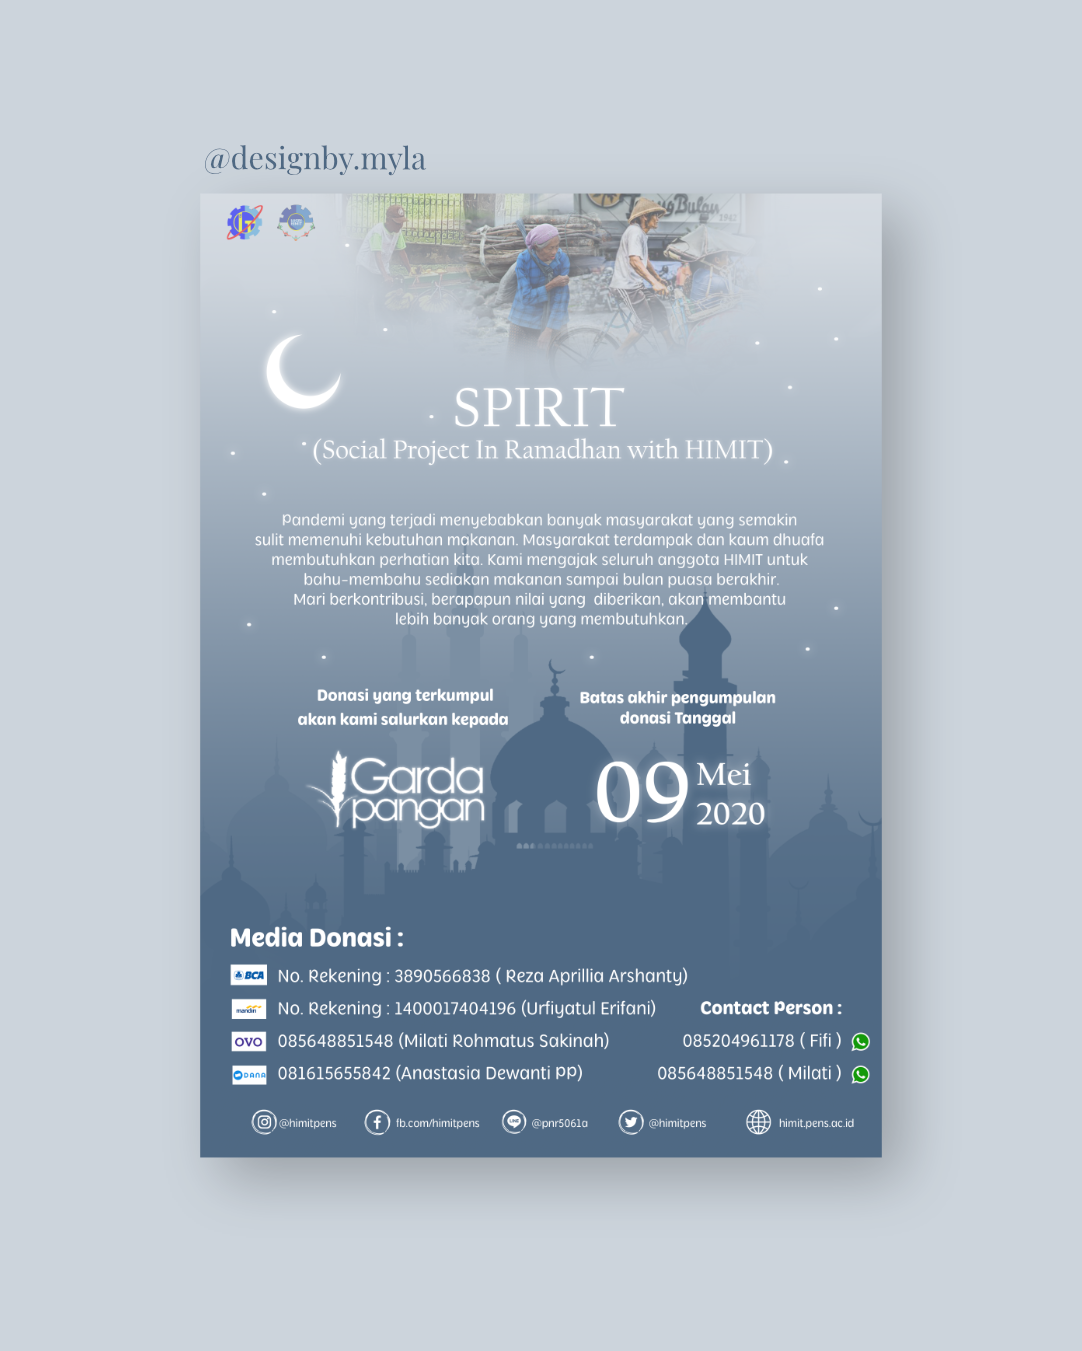 @designby.myla
1962
SPIRIT
(Social Project In Ramadhan with HIMIT)
Pandemi yang terjadi menyebabkan banyak masyarakat yang semakin
sulit memenuhi kebutuhan makanan. Masyarakat terdampak dan kaum dhuafa
membutuhkan perhatian kita. Kami mengajak seluruh anggota HIMIT untuk
bahu-membahu sediakan makanan sampai bulan puasa berakhir.
Mari berkontribusi, berapapun nilai yang diberikan, akan membantu
lebih banyak orang yang membutuhkan.
Donasi yang terkumpul
akan kami salurkan kepada
Garda
pangan
Batas akhir pengumpulan
donasi Tanggal
09 Mei
2020
Media Donasi :
BCA No. Rekening : 3890566838 ( Reza Aprillia Arshanty)
mandiri No. Rekening : 1400017404196 (Urfiyatul Erifani)
OVO 085648851548 (Milati Rohmatus Sakinah)
DANA 081615655842 (Anastasia Dewanti pp)
Contact Person :
085204961178 ( Fifi )
085648851548 ( Milati )
@himitpens
fb.com/himitpens
LINE @pnr5061a
@himitpens
himit.pens.ac.id